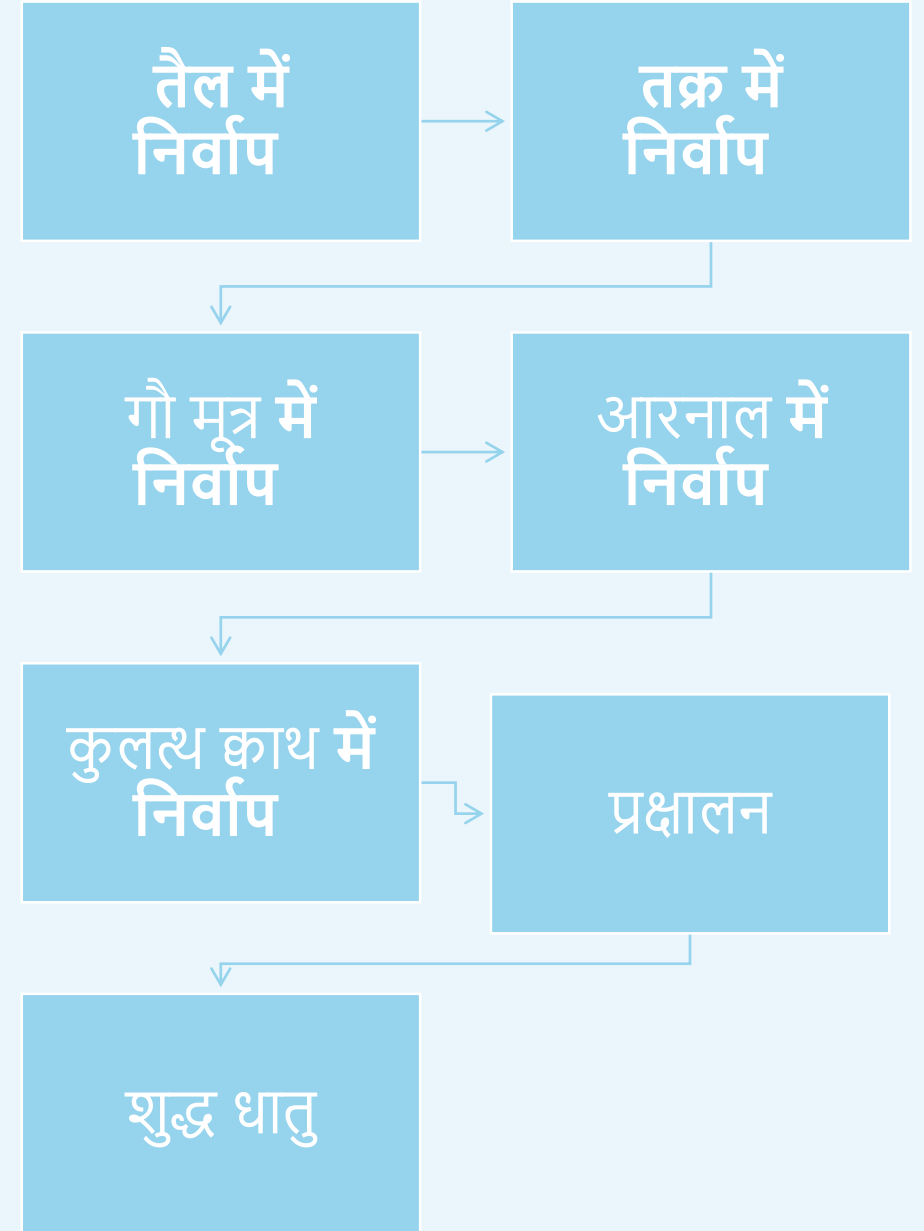 तैल में
निर्वाप
तक्र में
निर्वाप
गौ मूत्र में
निर्वाप
आरनाल में
निर्वाप
कुलत्थ क्वाथ में
निर्वाप
प्रक्षालन
शुद्ध धातु